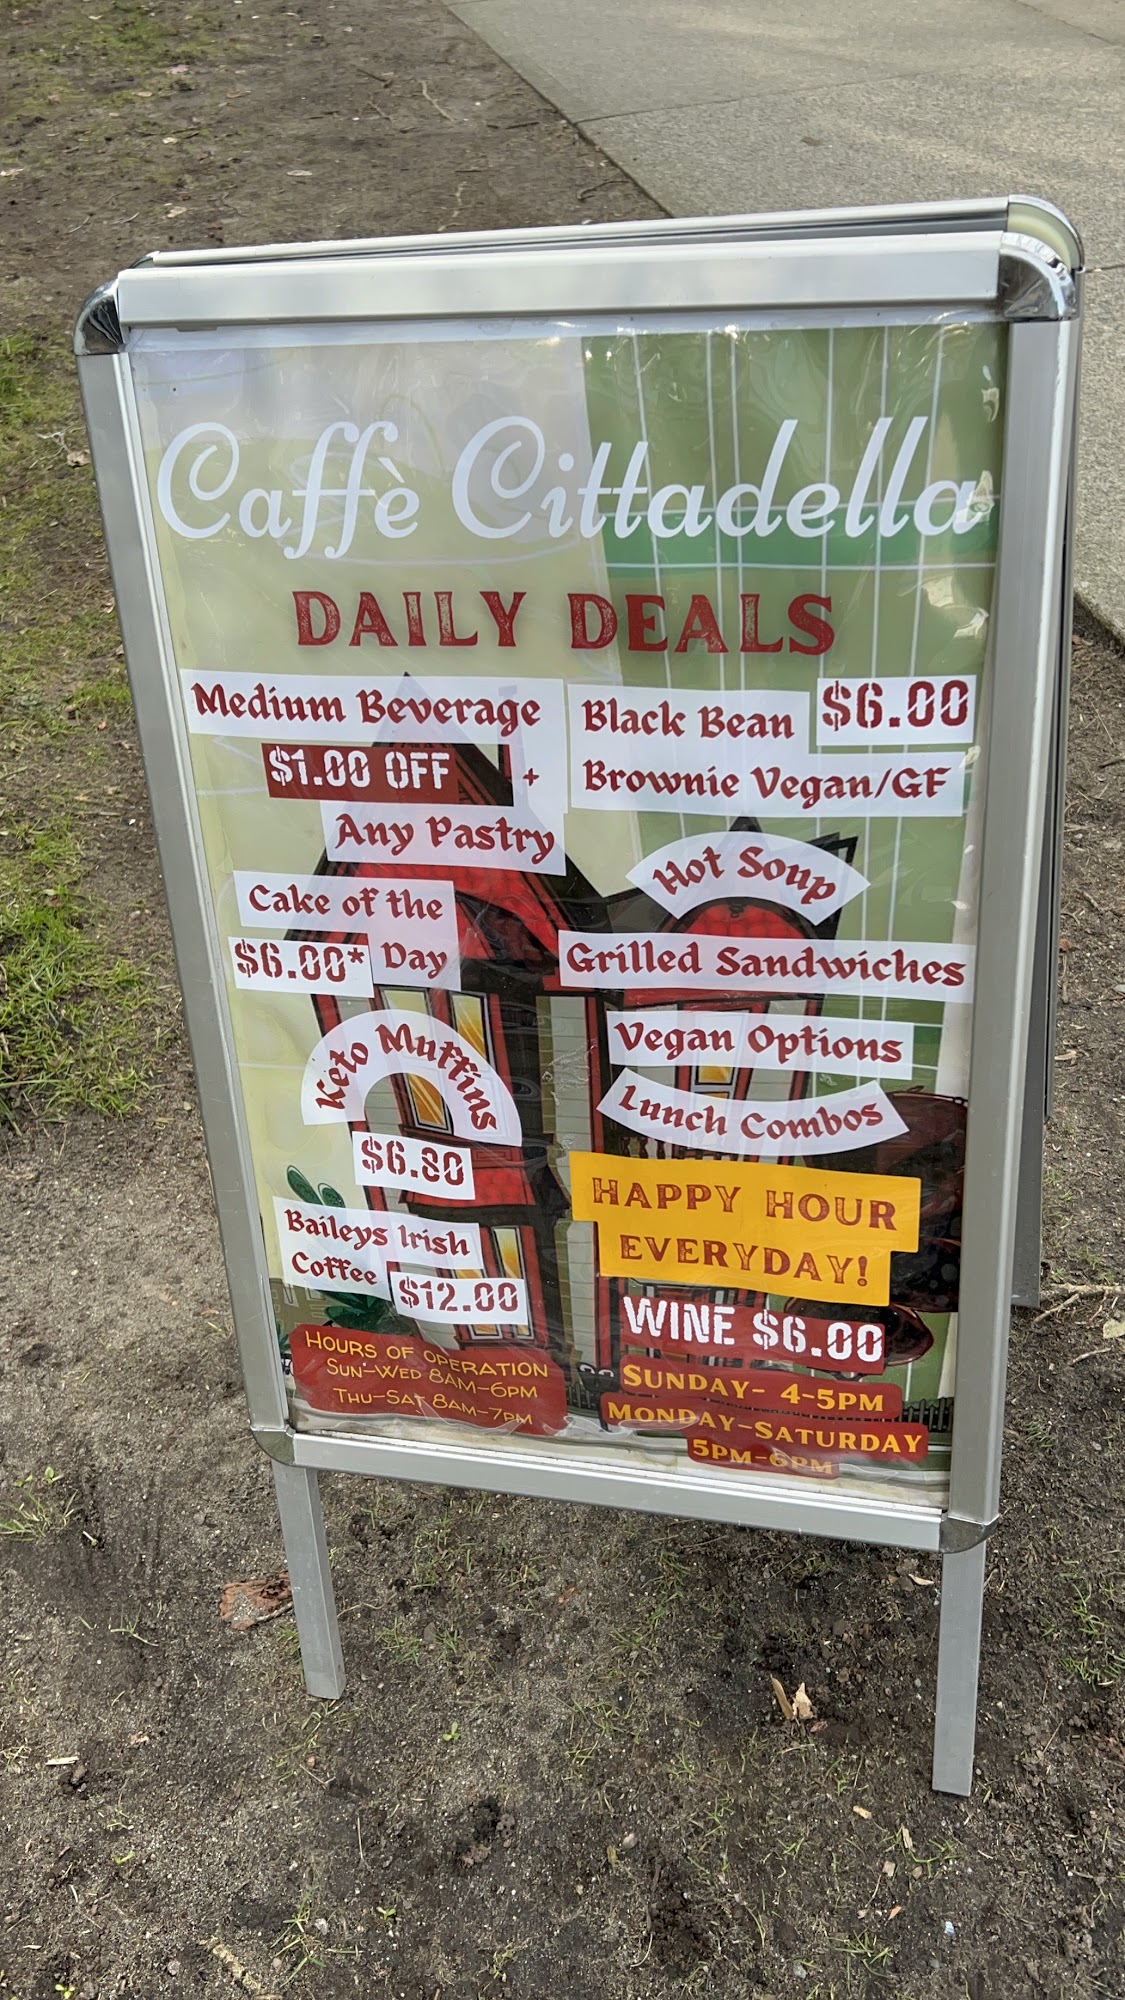 Caffè Cittadella
DAILY DEALS
Medium Beverage
$1.00 OFF +
Any Pastry
Cake of the
$6.00* Day
Keto Muffins
$6.80
Baileys Irish
Coffee $12.00
HOURS OF OPERATION
SUN-WED 8AM-6PM
THU-SAT 8AM-7PM
Black Bean $6.00
Brownie Vegan/GF
Hot Soup
Grilled Sandwiches
Vegan Options
Lunch Combos
HAPPY HOUR
EVERYDAY!
WINE $6.00
SUNDAY- 4-5PM
MONDAY-SATURDAY
5PM-6PM